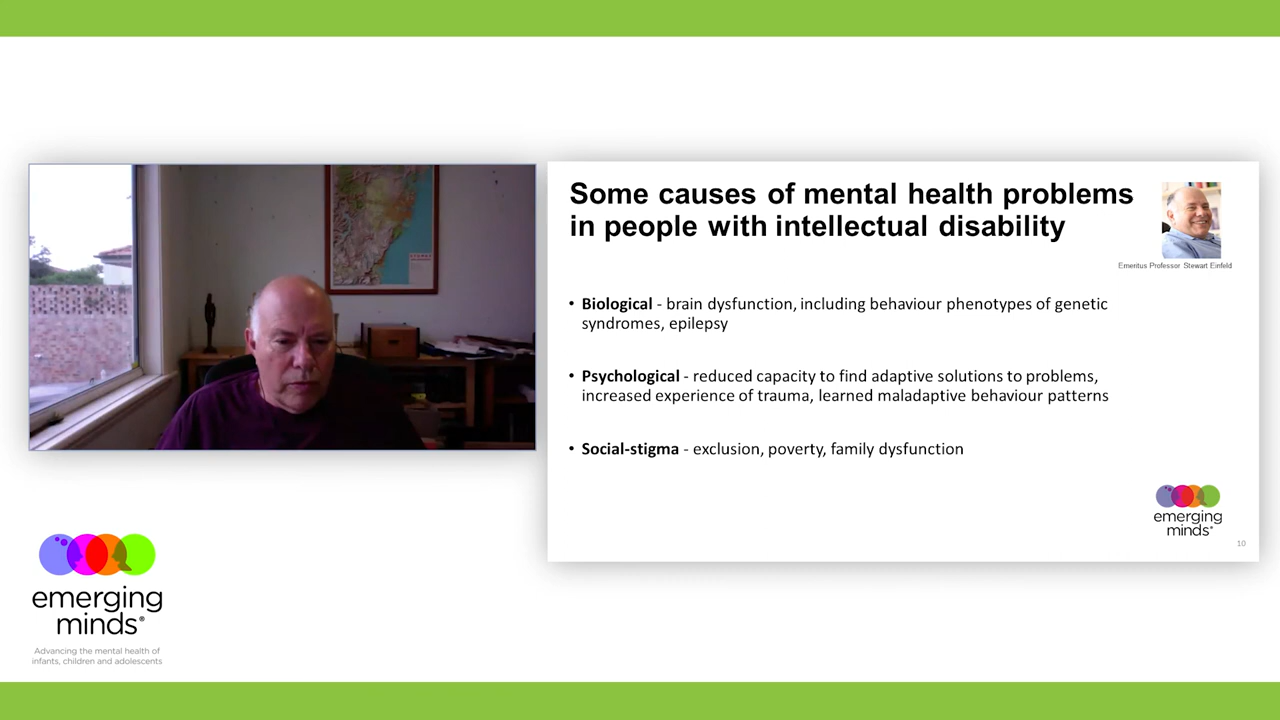 Some causes of mental health problems
in people with intellectual disability
Emeritus Professor Stewart Einfeld
• Biological - brain dysfunction, including behaviour phenotypes of genetic
syndromes, epilepsy
• Psychological - reduced capacity to find adaptive solutions to problems,
increased experience of trauma, learned maladaptive behaviour patterns
• Social-stigma - exclusion, poverty, family dysfunction
emerging
minds®
10
emerging
minds®
Advancing the mental health of
infants, children and adolescents